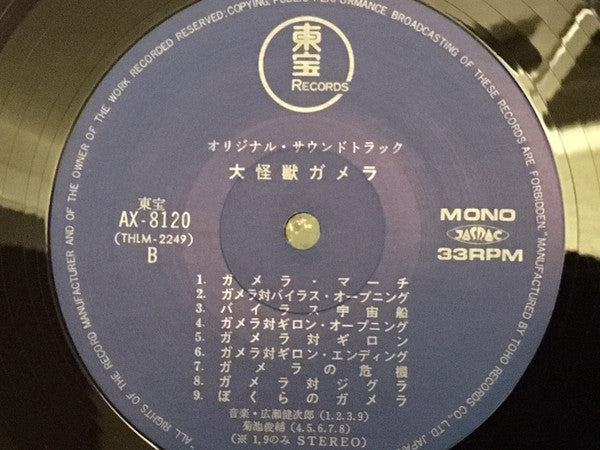 東宝
RECORDS
オリジナル・サウンドトラック
大怪獣ガメラ
東宝
AX-8120
(THLM-2249)
B
MONO
JASRAC
33RPM
1. ガメラ・マーチ
2. ガメラ対バイラス・オープニング
3. バイラス宇宙船
4. ガメラ対ギロン・オープニング
5. ガメラ対ギロン
6. ガメラ対ギロン・エンディング
7. ガメラの危機
8. ガメラ対ジグラ
9. ぼくらのガメラ
音楽・広瀬健次郎 (1.2.3.9)
菊池俊輔 (4.5.6.7.8)
(※ 1,9のみ STEREO)
"ALL RIGHTS OF THE RECORD MANUFACTURER AND OF THE OWNER OF THE WORK RECORDED RESERVED. COPYING PUBLIC PERFORMANCE BROADCASTING OF THESE RECORDS ARE FORBIDDEN." MANUFACTURED BY TOHO RECORDS CO., LTD. JAPAN